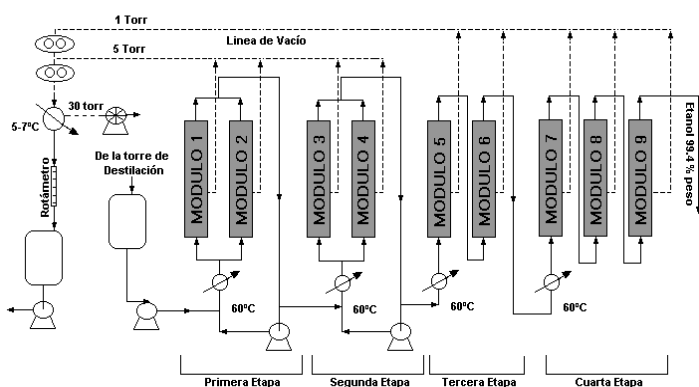 1 Torr
Linea de Vacío
5 Torr
30 torr
5-7ºC
De la torre de
Destilación
Rotámetro
MODULO 1
MODULO 2
MODULO 3
MODULO 4
MODULO 5
MODULO 6
MODULO 7
MODULO 8
MODULO 9
Etanol 99.4 % peso
60ºC
60ºC
60ºC
60ºC
Primera Etapa
Segunda Etapa
Tercera Etapa
Cuarta Etapa